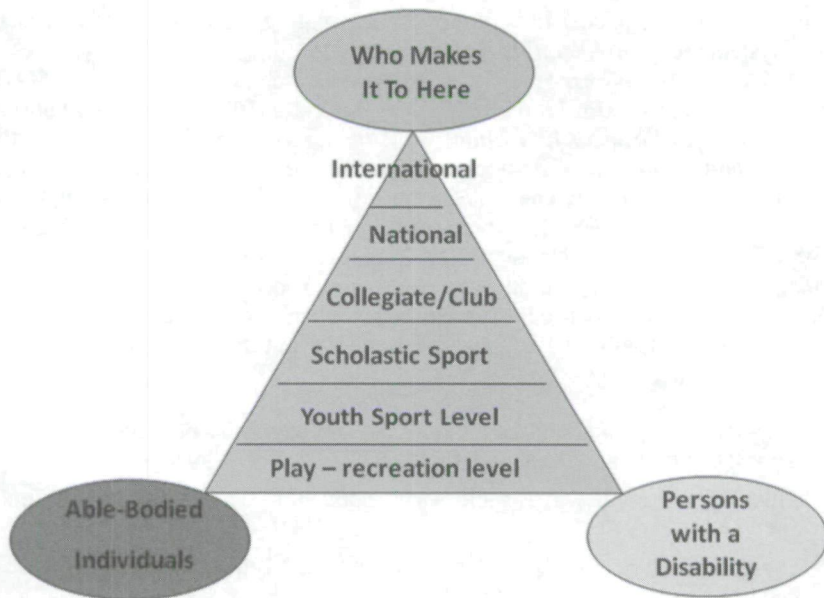 Who Makes
It To Here
International
National
Collegiate/Club
Scholastic Sport
Youth Sport Level
Play – recreation level
Able-Bodied
Individuals
Persons
with a
Disability